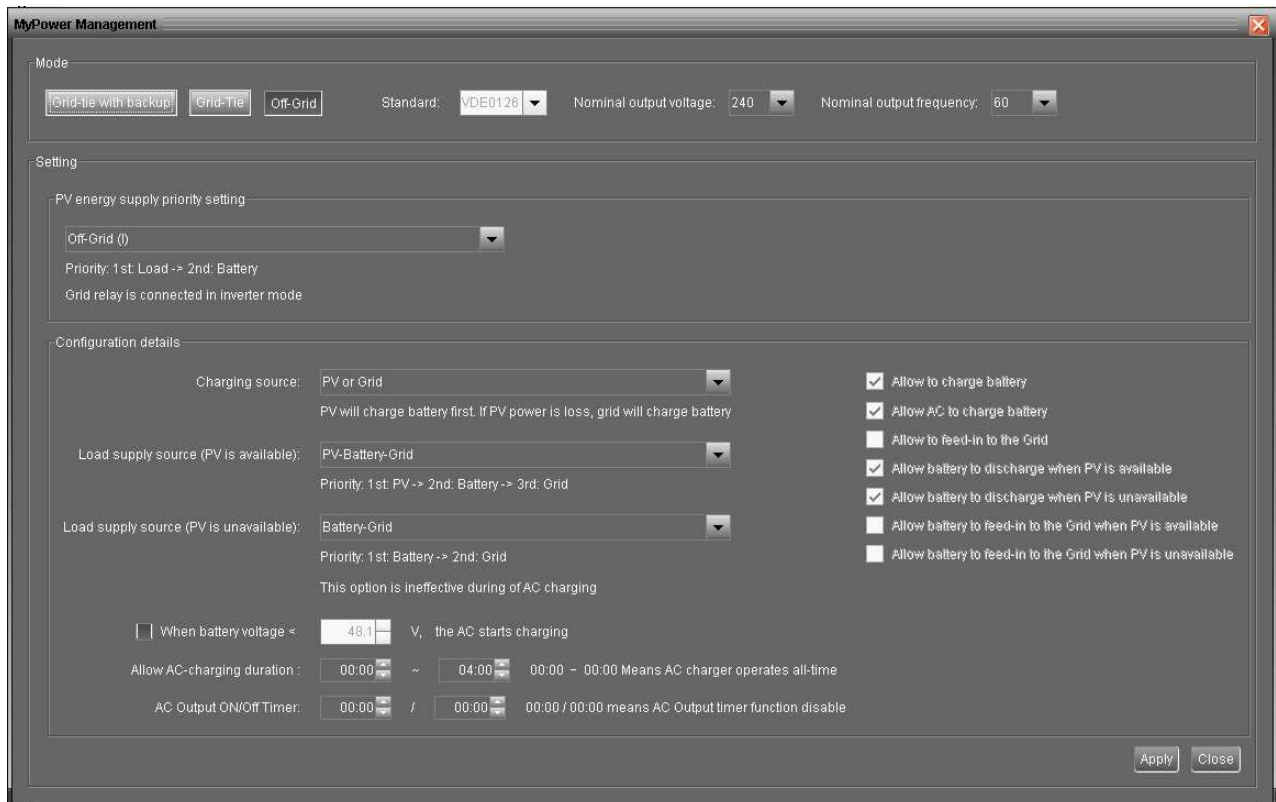 MyPower Management
Mode
Grid-tie with backup Grid-Tie Off-Grid Standard: VDE0126 Nominal output voltage: 240 Nominal output frequency: 60
Setting
PV energy supply priority setting
Off-Grid (I)
Priority: 1st: Load -> 2nd: Battery
Grid relay is connected in inverter mode
Configuration details
Charging source: PV or Grid
PV will charge battery first. If PV power is loss, grid will charge battery
Load supply source (PV is available): PV-Battery-Grid
Priority: 1st: PV -> 2nd: Battery -> 3rd: Grid
Load supply source (PV is unavailable): Battery-Grid
Priority: 1st: Battery -> 2nd: Grid
This option is ineffective during of AC charging
When battery voltage < 48.1 V, the AC starts charging
Allow AC-charging duration : 00:00 ~ 04:00 00:00 ~ 00:00 Means AC charger operates all-time
AC Output ON/Off Timer: 00:00 / 00:00 00:00 / 00:00 means AC Output timer function disable
Allow to charge battery
Allow AC to charge battery
Allow to feed-in to the Grid
Allow battery to discharge when PV is available
Allow battery to discharge when PV is unavailable
Allow battery to feed-in to the Grid when PV is available
Allow battery to feed-in to the Grid when PV is unavailable
Apply Close